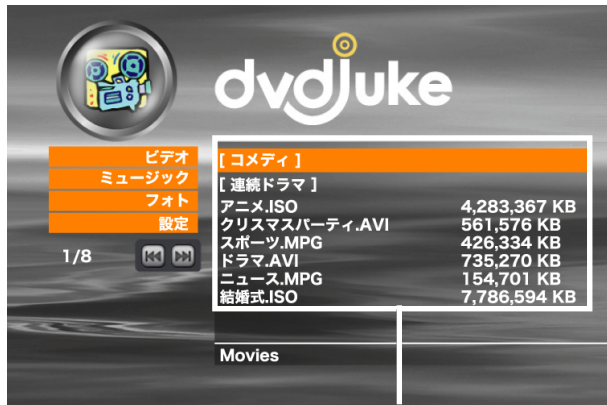 dvdjuke
ビデオ
ミュージック
フォト
設定
1/8
[ コメディ ]
[ 連続ドラマ ]
アニメ.ISO 4,283,367 KB
クリスマスパーティ.AVI 561,576 KB
スポーツ.MPG 426,334 KB
ドラマ.AVI 735,270 KB
ニュース.MPG 154,701 KB
結婚式.ISO 7,786,594 KB
Movies